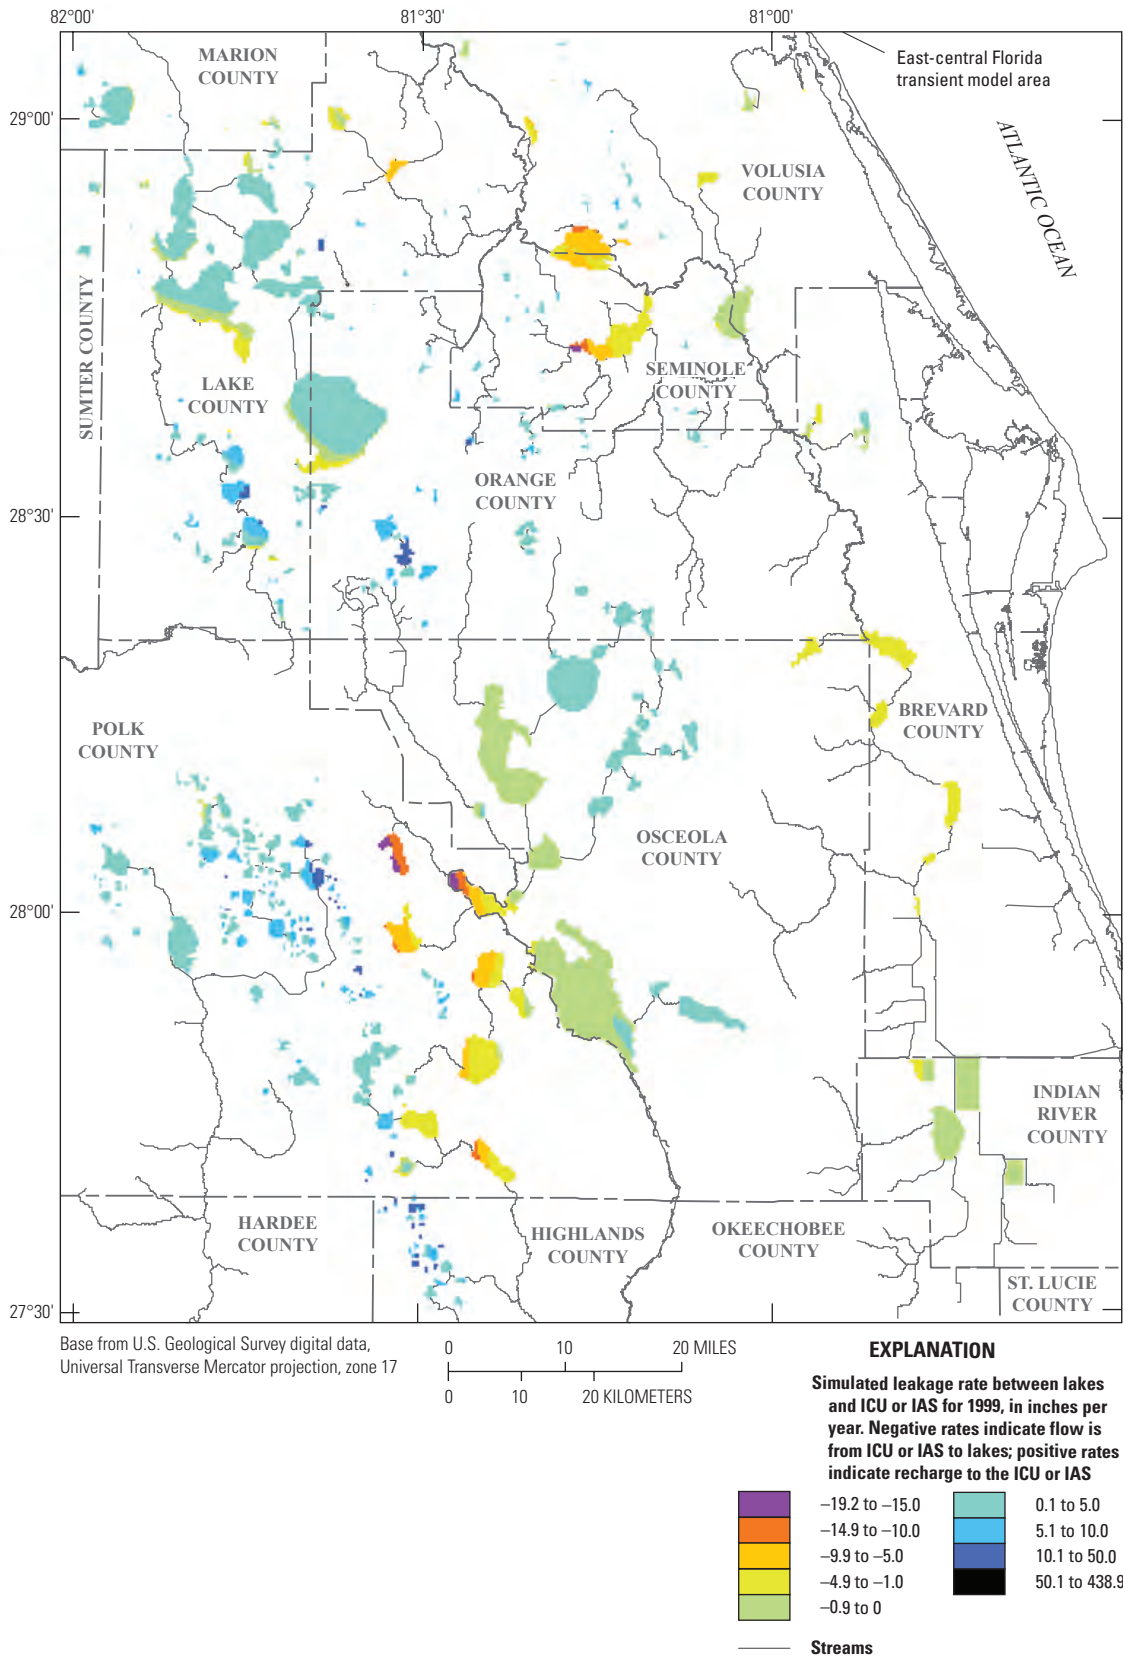 82°00'
81°30'
81°00'
MARION
COUNTY
East-central Florida
transient model area
29°00'
ATLANTIC OCEAN
VOLUSIA
COUNTY
SUMTER COUNTY
LAKE
COUNTY
SEMINOLE
COUNTY
ORANGE
COUNTY
28°30'
POLK
COUNTY
BREVARD
COUNTY
OSCEOLA
COUNTY
28°00'
INDIAN
RIVER
COUNTY
HARDEE
COUNTY
HIGHLANDS
COUNTY
OKEECHOBEE
COUNTY
ST. LUCIE
COUNTY
27°30'
Base from U.S. Geological Survey digital data,
Universal Transverse Mercator projection, zone 17
0 10 20 MILES
0 10 20 KILOMETERS
EXPLANATION
Simulated leakage rate between lakes
and ICU or IAS for 1999, in inches per
year. Negative rates indicate flow is
from ICU or IAS to lakes; positive rates
indicate recharge to the ICU or IAS
–19.2 to –15.0
–14.9 to –10.0
–9.9 to –5.0
–4.9 to –1.0
–0.9 to 0
0.1 to 5.0
5.1 to 10.0
10.1 to 50.0
50.1 to 438.9
Streams